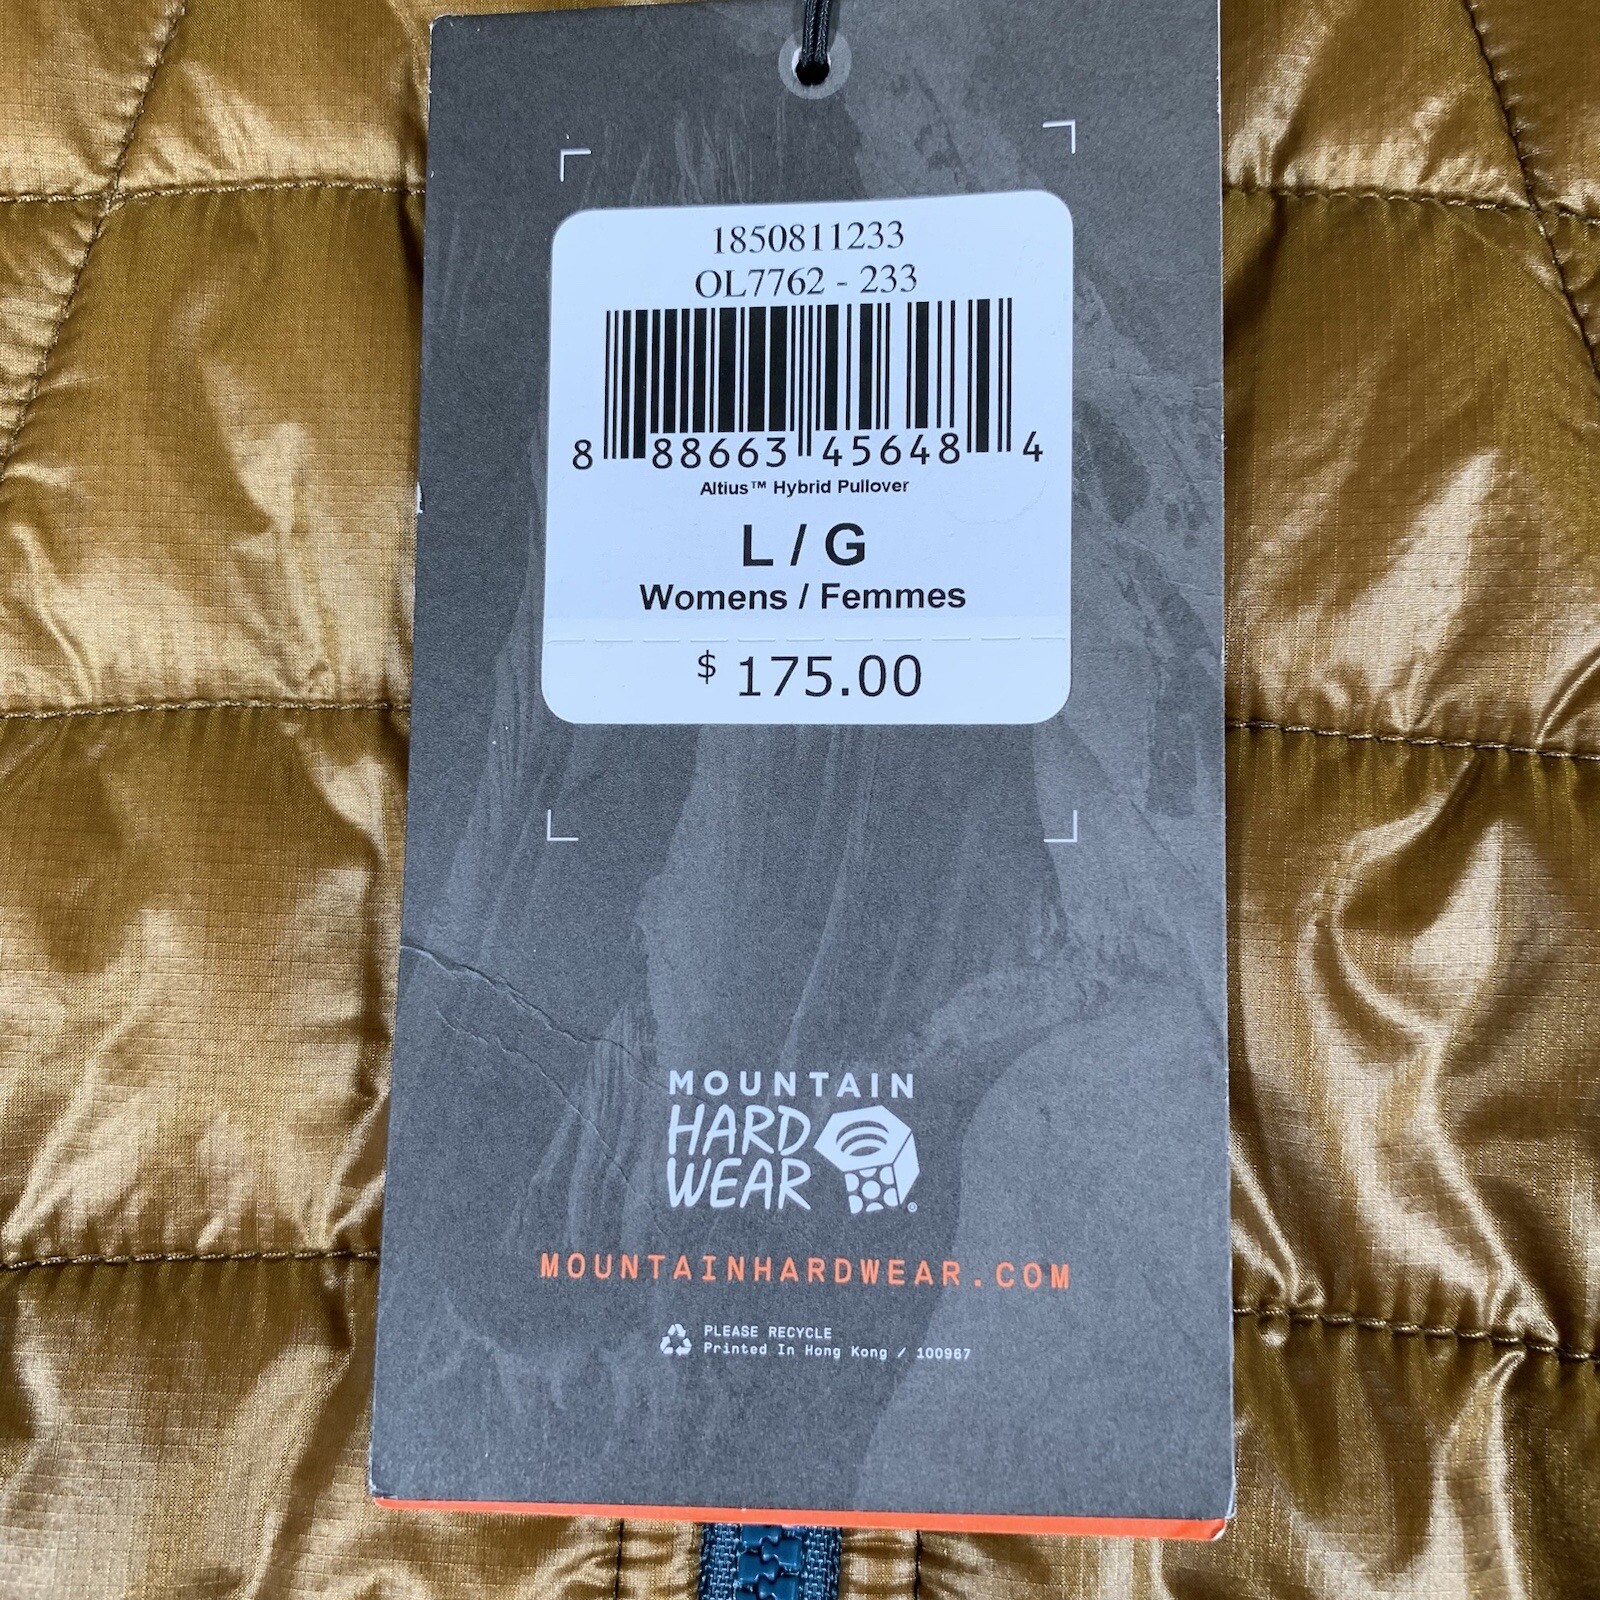 1850811233
OL7762 - 233
8 88663 45648 4
Altius™ Hybrid Pullover
L / G
Womens / Femmes
$ 175.00
MOUNTAIN
HARD
WEAR
®
MOUNTAINHARDWEAR.COM
PLEASE RECYCLE
Printed In Hong Kong / 100967